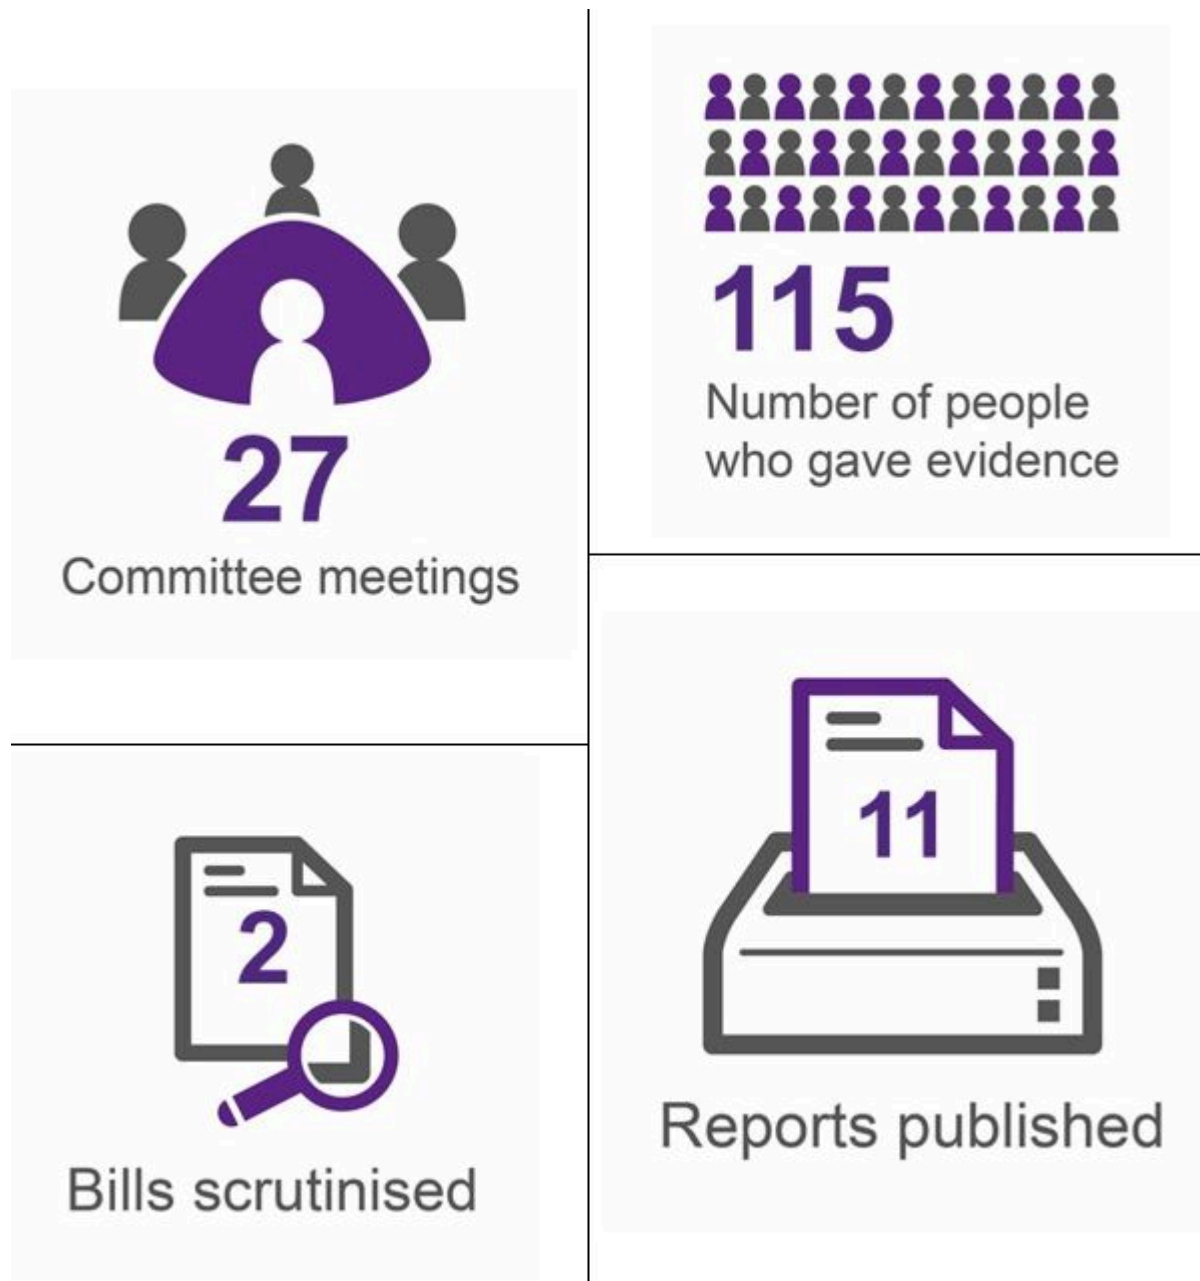 27
Committee meetings
115
Number of people
who gave evidence
2
Bills scrutinised
11
Reports published